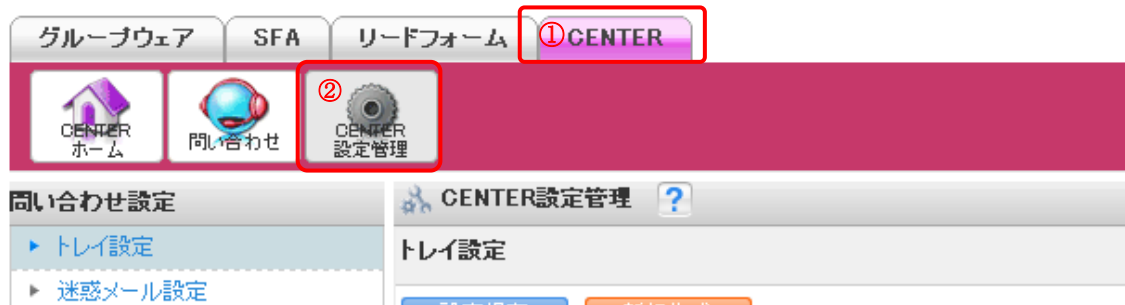 グループウェア SFA リードフォーム ①CENTER
CENTER
ホーム
問い合わせ
②
CENTER
設定管理
問い合わせ設定
CENTER設定管理 ?
トレイ設定
トレイ設定
迷惑メール設定